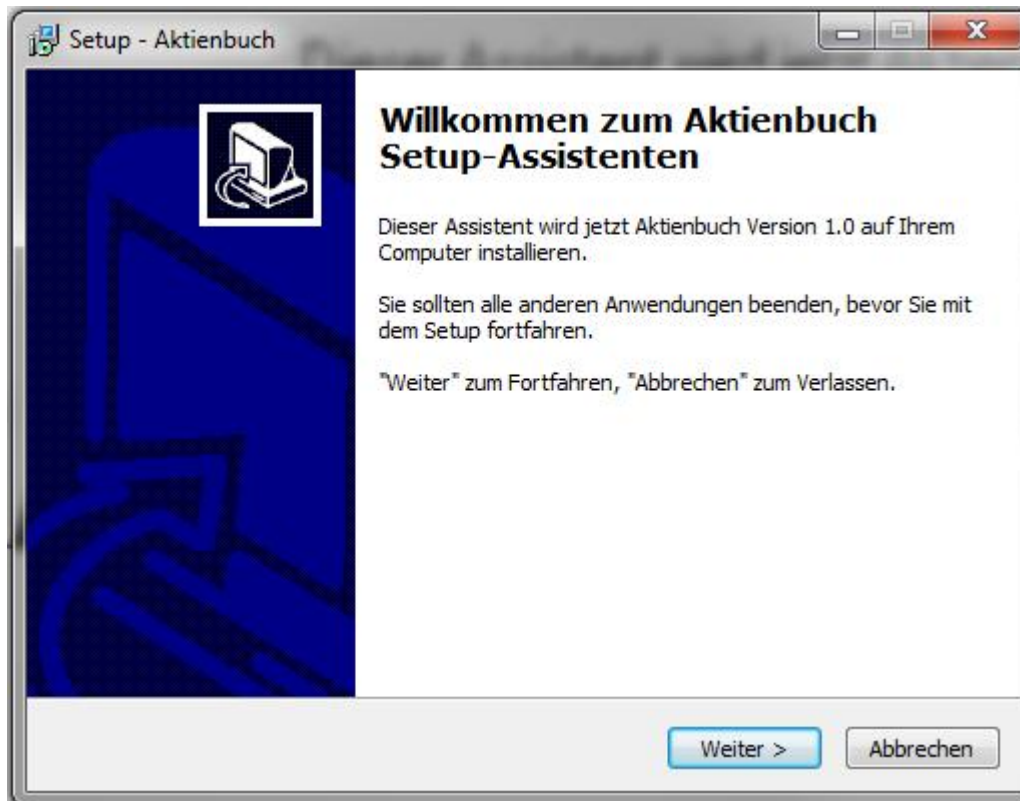 Setup - Aktienbuch
Willkommen zum Aktienbuch
Setup-Assistenten
Dieser Assistent wird jetzt Aktienbuch Version 1.0 auf Ihrem
Computer installieren.
Sie sollten alle anderen Anwendungen beenden, bevor Sie mit
dem Setup fortfahren.
"Weiter" zum Fortfahren, "Abbrechen" zum Verlassen.
Weiter >
Abbrechen